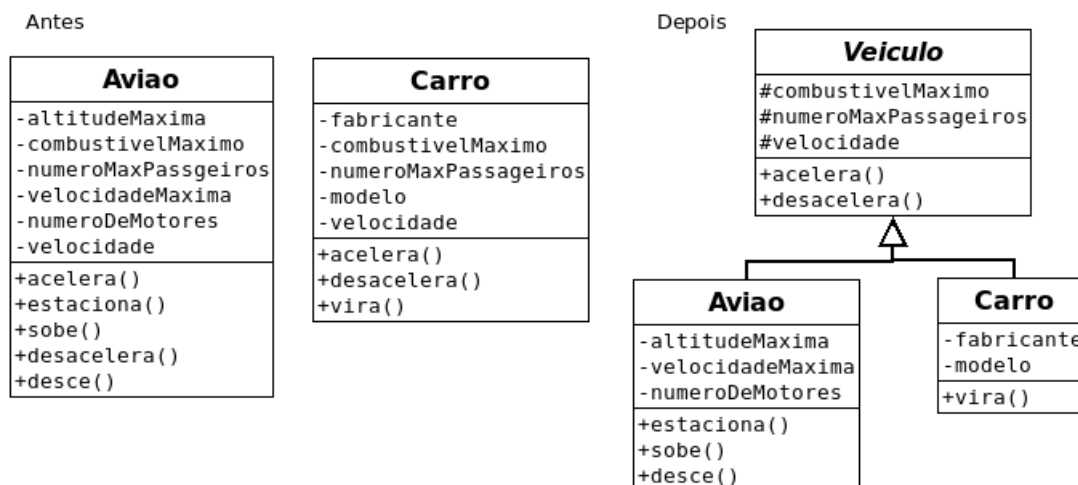 Antes
Aviao
-altitudeMaxima
-combustivelMaximo
-numeroMaxPassgeiros
-velocidadeMaxima
-numeroDeMotores
-velocidade
+acelera()
+estaciona()
+sobe()
+desacelera()
+desce()
Carro
-fabricante
-combustivelMaximo
-numeroMaxPassageiros
-modelo
-velocidade
+acelera()
+desacelera()
+vira()
Depois
Veiculo
#combustivelMaximo
#numeroMaxPassageiros
#velocidade
+acelera()
+desacelera()
Aviao
-altitudeMaxima
-velocidadeMaxima
-numeroDeMotores
+estaciona()
+sobe()
+desce()
Carro
-fabricante
-modelo
+vira()